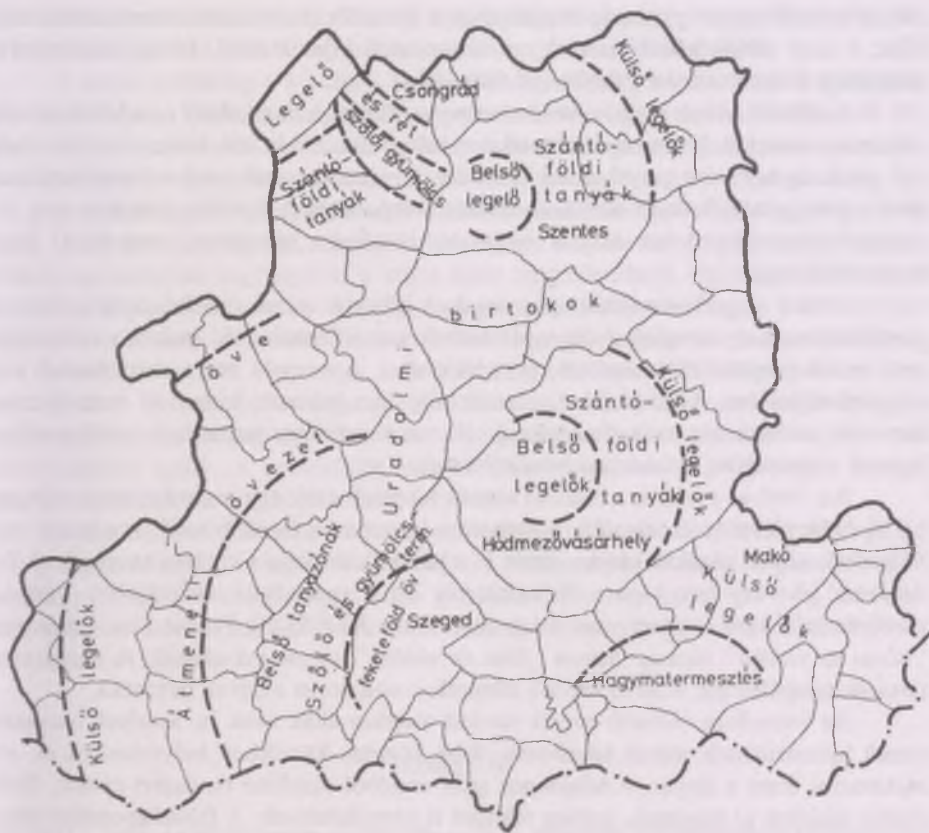 Legelő
és rét
Csongrád
Szőlő, gyümölcs
Szántó-
földi
tanyák
Külső
legelők
Szántó-
földi
tanyák
Belső
legelő
Szentes
Uradalmi birtokok
Átmeneti övezet öve
Külső legelők
Belső tamazónák
Szőlő és gyümölcs
feketeföld öv
Szeged
Szántó-
földi
tanyák
Belső
legelők
Külső legelők
Hódmezővásárhely
Makó
Külső
legelők
Hagymatermesztés